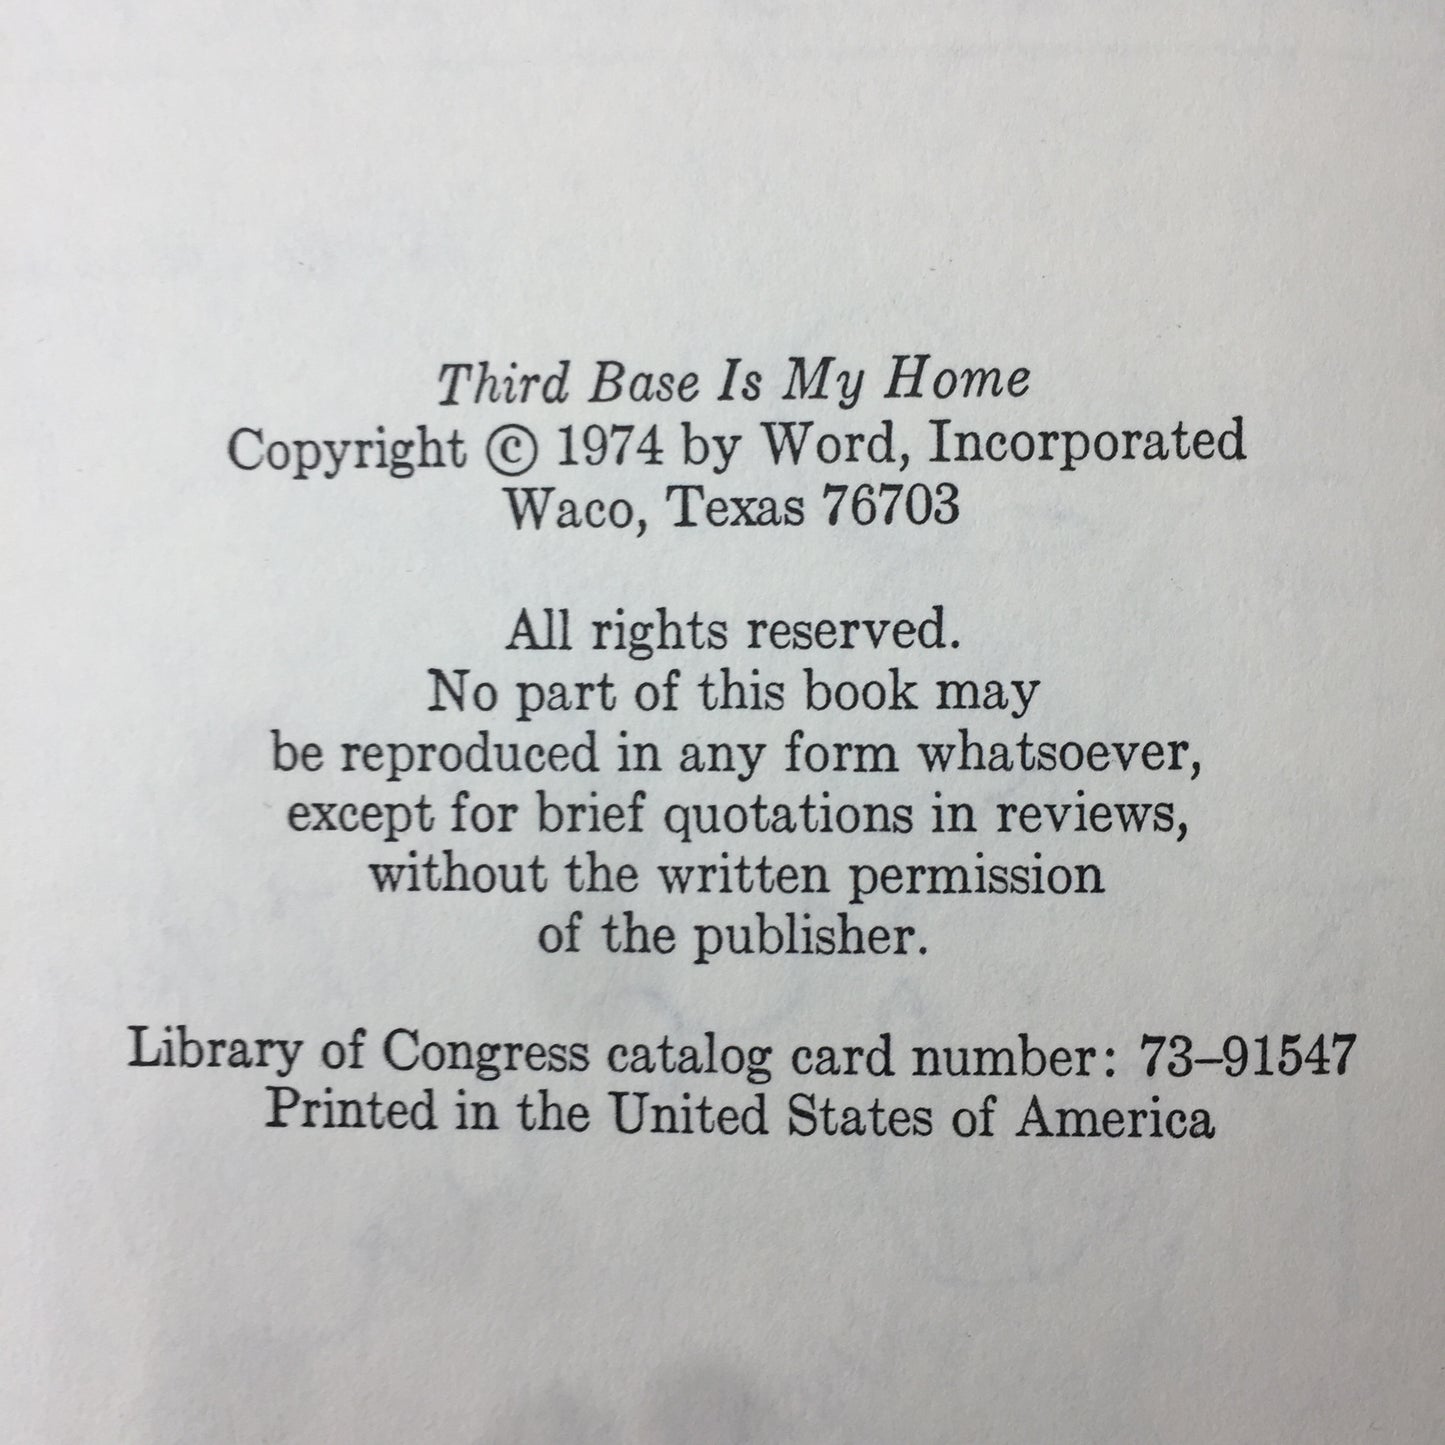 Third Base Is My Home
Copyright © 1974 by Word, Incorporated
Waco, Texas 76703
All rights reserved.
No part of this book may
be reproduced in any form whatsoever,
except for brief quotations in reviews,
without the written permission
of the publisher.
Library of Congress catalog card number: 73–91547
Printed in the United States of America